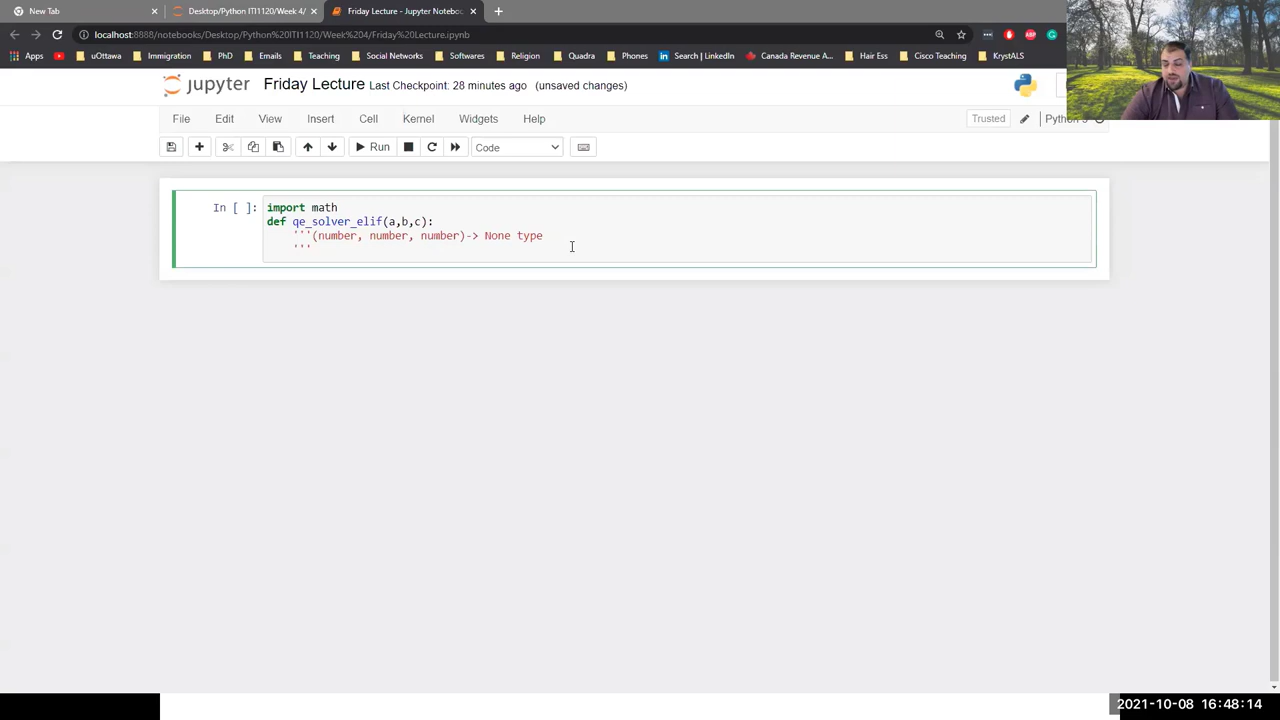 New Tab
Desktop/Python ITI1120/Week 4/
Friday Lecture - Jupyter Notebo
localhost:8888/notebooks/Desktop/Python%20ITI1120/Week%204/Friday%20Lecture.ipynb
Apps uOttawa Immigration PhD Emails Teaching Social Networks Softwares Religion Quadra Phones Search | LinkedIn Canada Revenue A... Hair Ess Cisco Teaching KrystALS
jupyter Friday Lecture Last Checkpoint: 28 minutes ago (unsaved changes)
File Edit View Insert Cell Kernel Widgets Help Trusted
Run Code
In [ ]: import math
def qe_solver_elif(a,b,c):
'''(number, number, number)-> None type
'''
2021-10-08 16:48:14